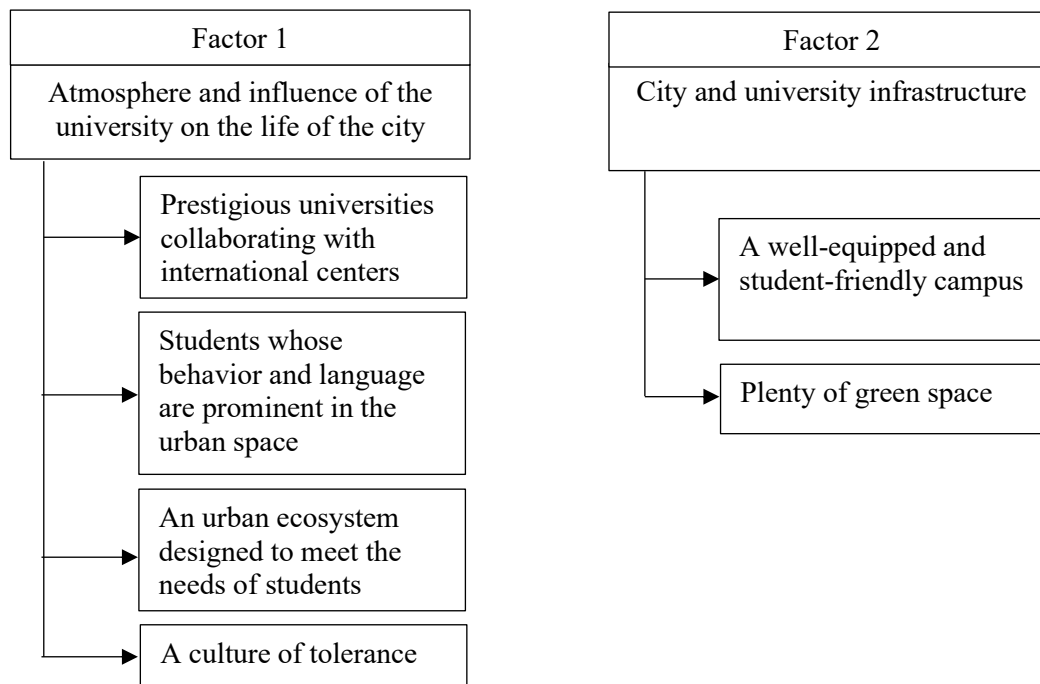 Factor 1
Atmosphere and influence of the
university on the life of the city
Prestigious universities
collaborating with
international centers
Students whose
behavior and language
are prominent in the
urban space
An urban ecosystem
designed to meet the
needs of students
A culture of tolerance
Factor 2
City and university infrastructure
A well-equipped and
student-friendly campus
Plenty of green space